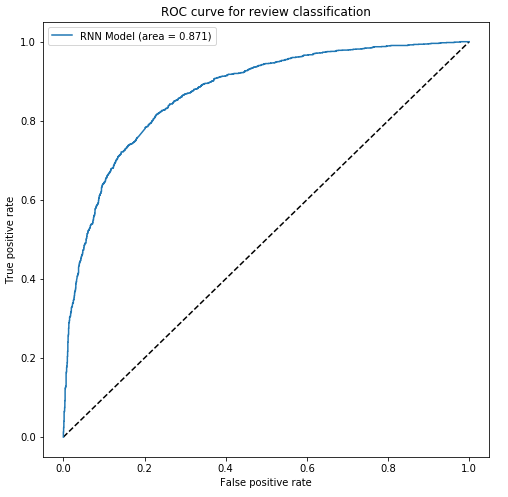 ROC curve for review classification
RNN Model (area = 0.871)
1.0
0.8
0.6
0.4
0.2
0.0
True positive rate
0.0 0.2 0.4 0.6 0.8 1.0
False positive rate